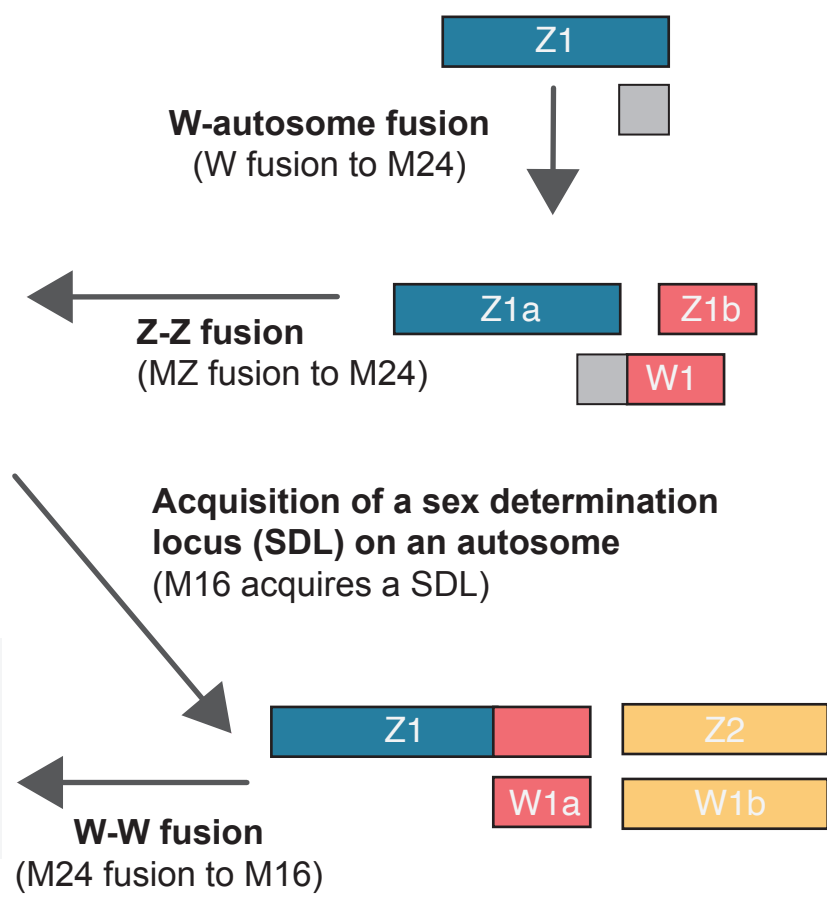 Z1
W-autosome fusion
(W fusion to M24)
Z1a
Z1b
Z-Z fusion
(MZ fusion to M24)
W1
Acquisition of a sex determination
locus (SDL) on an autosome
(M16 acquires a SDL)
Z1
Z2
W1a
W1b
W-W fusion
(M24 fusion to M16)